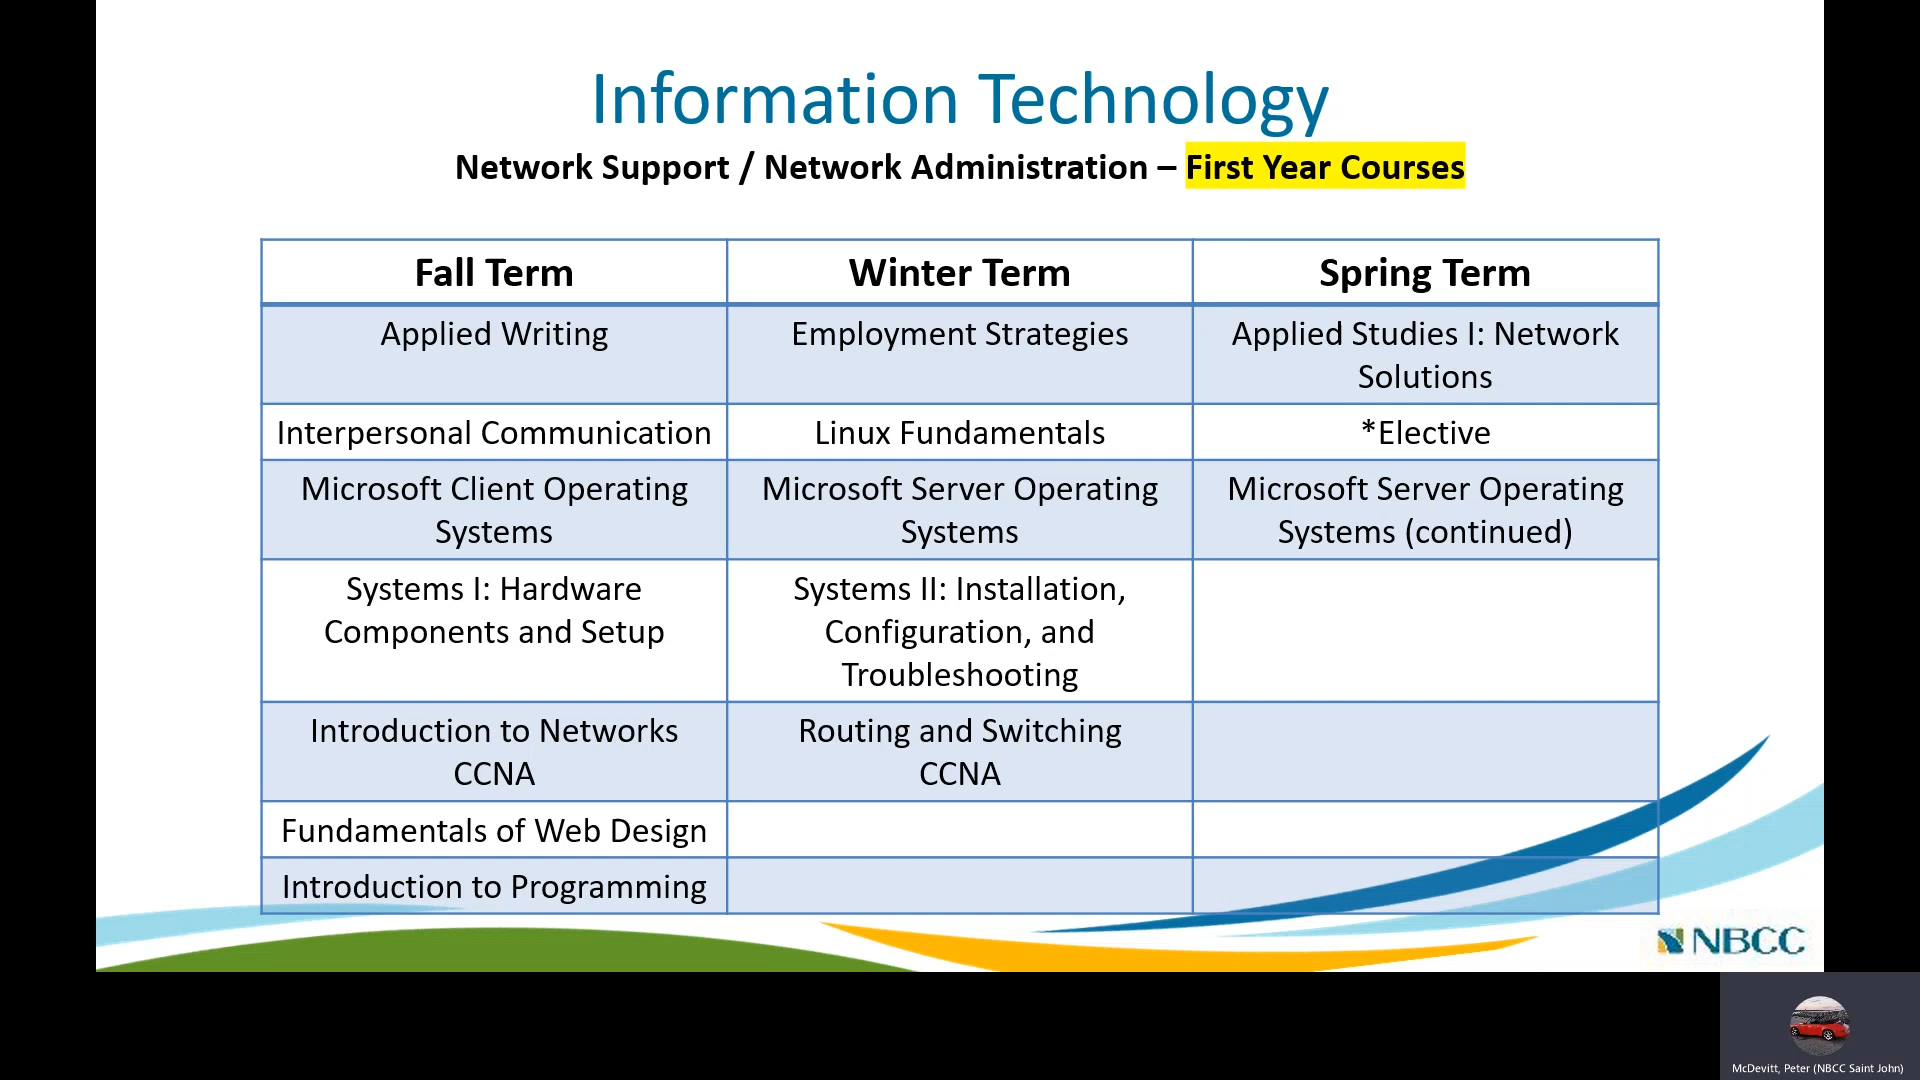 Information Technology
Network Support / Network Administration – First Year Courses
Fall Term
Winter Term
Spring Term
Applied Writing
Employment Strategies
Applied Studies I: Network
Solutions
Interpersonal Communication
Linux Fundamentals
*Elective
Microsoft Client Operating
Systems
Microsoft Server Operating
Systems
Microsoft Server Operating
Systems (continued)
Systems I: Hardware
Components and Setup
Systems II: Installation,
Configuration, and
Troubleshooting
Introduction to Networks
CCNA
Routing and Switching
CCNA
Fundamentals of Web Design
Introduction to Programming
NBCC
McDevitt, Peter (NBCC Saint John)